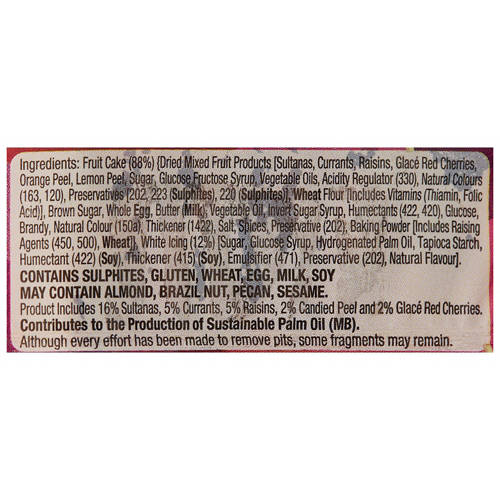 Ingredients: Fruit Cake (88%) {Dried Mixed Fruit Products [Sultanas, Currants, Raisins, Glacé Red Cherries,
Orange Peel, Lemon Peel, Sugar, Glucose Fructose Syrup, Vegetable Oils, Acidity Regulator (330), Natural Colours
(163, 120), Preservatives [202, 223 (Sulphites), 220 (Sulphites)], Wheat Flour [Includes Vitamins (Thiamin, Folic
Acid)], Brown Sugar, Whole Egg, Butter (Milk), Vegetable Oil, Invert Sugar Syrup, Humectants (422, 420), Glucose,
Brandy, Natural Colour (150a), Thickener (1422), Salt, Spices, Preservative (202), Baking Powder [Includes Raising
Agents (450, 500), Wheat]}, White Icing (12%) [Sugar, Glucose Syrup, Hydrogenated Palm Oil, Tapioca Starch,
Humectant (422) (Soy), Thickener (415) (Soy), Emulsifier (471), Preservative (202), Natural Flavour].
CONTAINS SULPHITES, GLUTEN, WHEAT, EGG, MILK, SOY
MAY CONTAIN ALMOND, BRAZIL NUT, PECAN, SESAME.
Product Includes 16% Sultanas, 5% Currants, 5% Raisins, 2% Candied Peel and 2% Glacé Red Cherries.
Contributes to the Production of Sustainable Palm Oil (MB).
Although every effort has been made to remove pits, some fragments may remain.